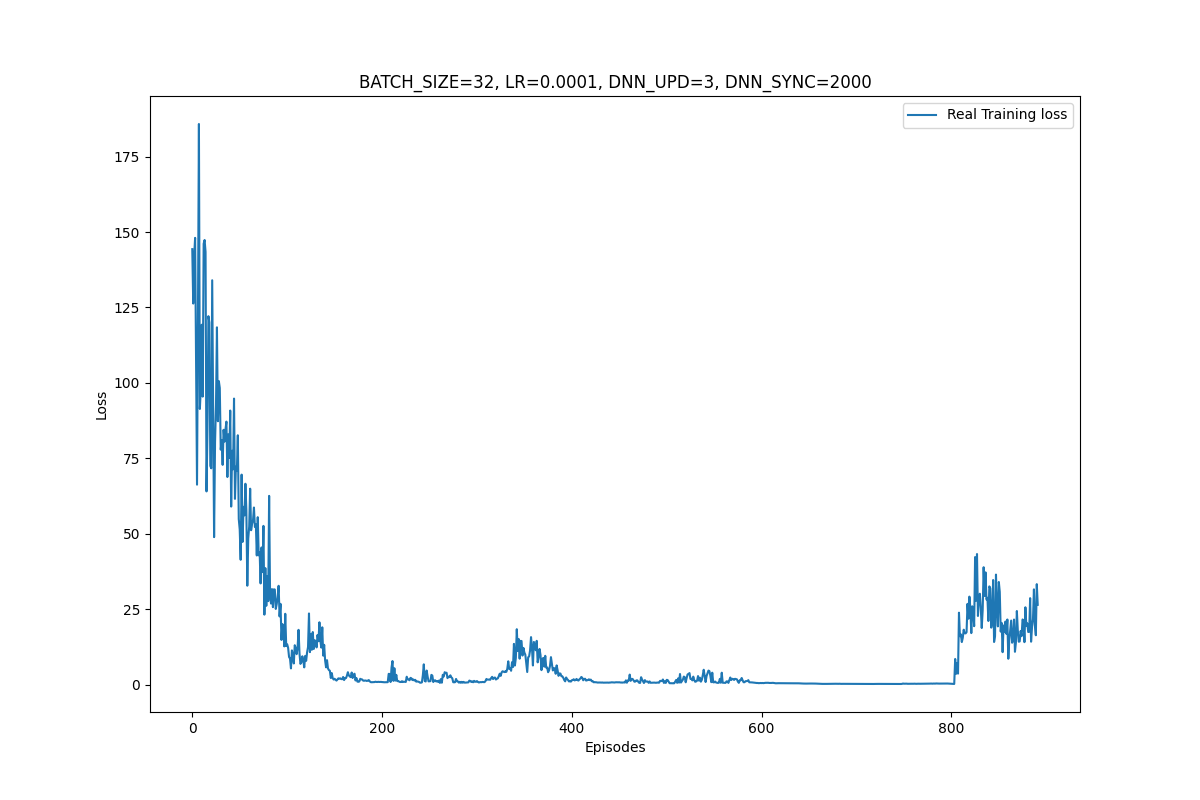 BATCH_SIZE=32, LR=0.0001, DNN_UPD=3, DNN_SYNC=2000
Real Training loss
175
150
125
100
75
50
25
0
Loss
0 200 400 600 800
Episodes